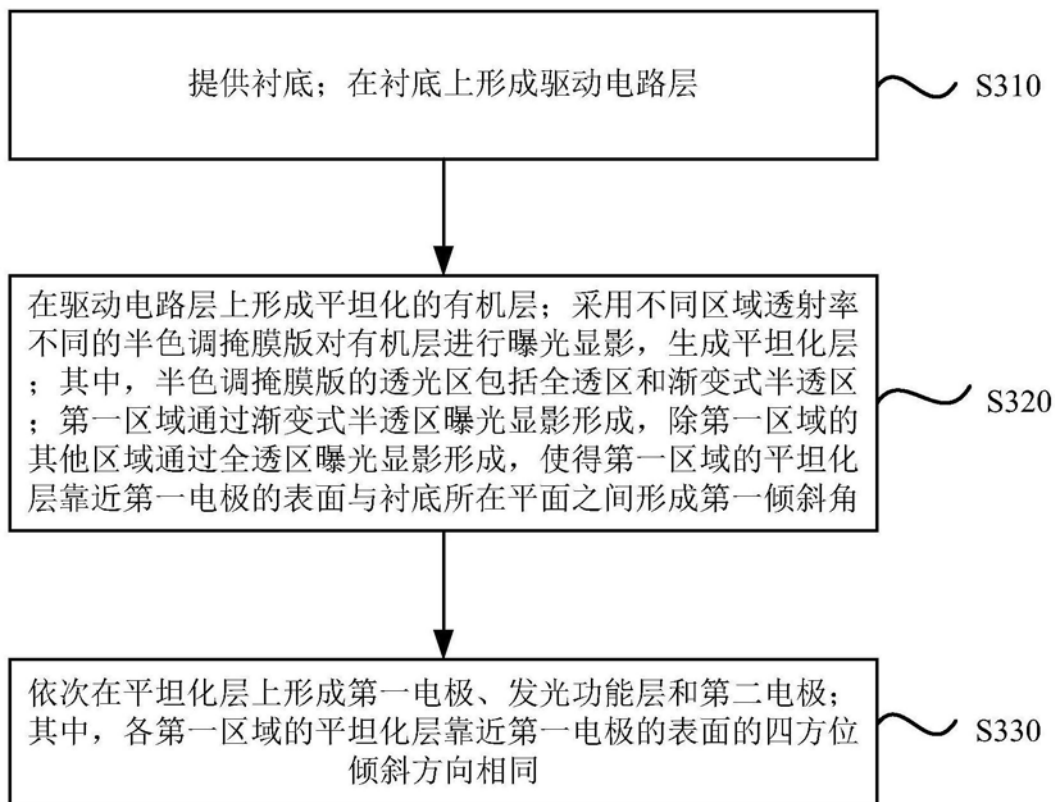 提供衬底；在衬底上形成驱动电路层
S310
在驱动电路层上形成平坦化的有机层；采用不同区域透射率
不同的半色调掩膜版对有机层进行曝光显影，生成平坦化层
；其中，半色调掩膜版的透光区包括全透区和渐变式半透区
；第一区域通过渐变式半透区曝光显影形成，除第一区域的
其他区域通过全透区曝光显影形成，使得第一区域的平坦化
层靠近第一电极的表面与衬底所在平面之间形成第一倾斜角
S320
依次在平坦化层上形成第一电极、发光功能层和第二电极；
其中，各第一区域的平坦化层靠近第一电极的表面的四方位
倾斜方向相同
S330